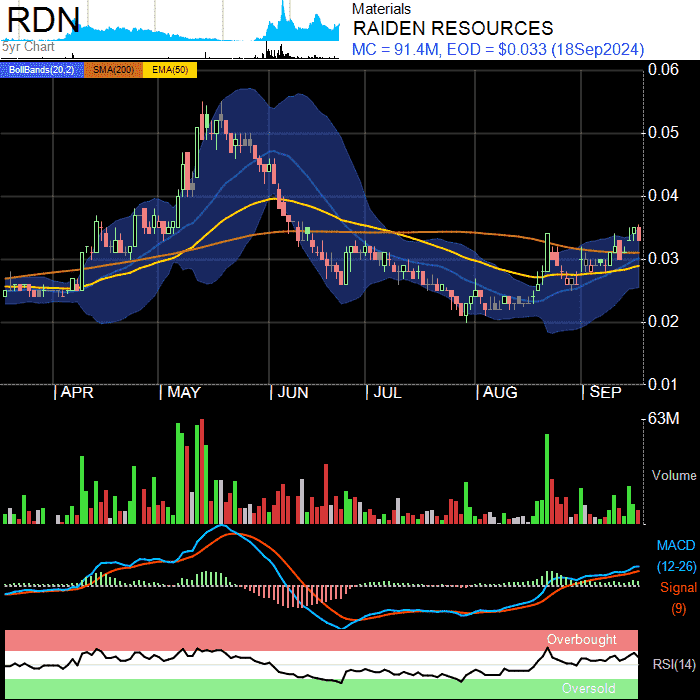 RDN
5yr Chart
Materials
RAIDEN RESOURCES
MC = 91.4M, EOD = $0.033 (18Sep2024)
BollBands(20,2) SMA(200) EMA(50)
0.06
0.05
0.04
0.03
0.02
0.01
APR MAY JUN JUL AUG SEP
63M
Volume
MACD
(12-26)
Signal
(9)
Overbought
RSI(14)
Oversold